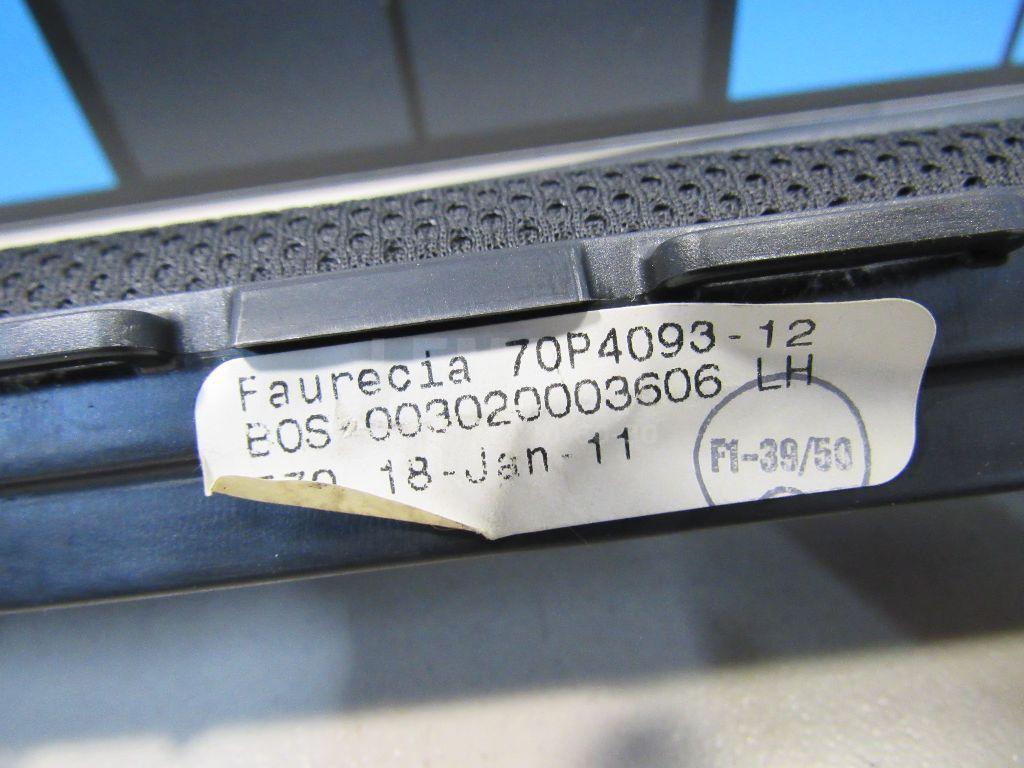 Faurecia 70P4093-12
BOS 003020003606 LH
18-Jan-11
F1-39/50